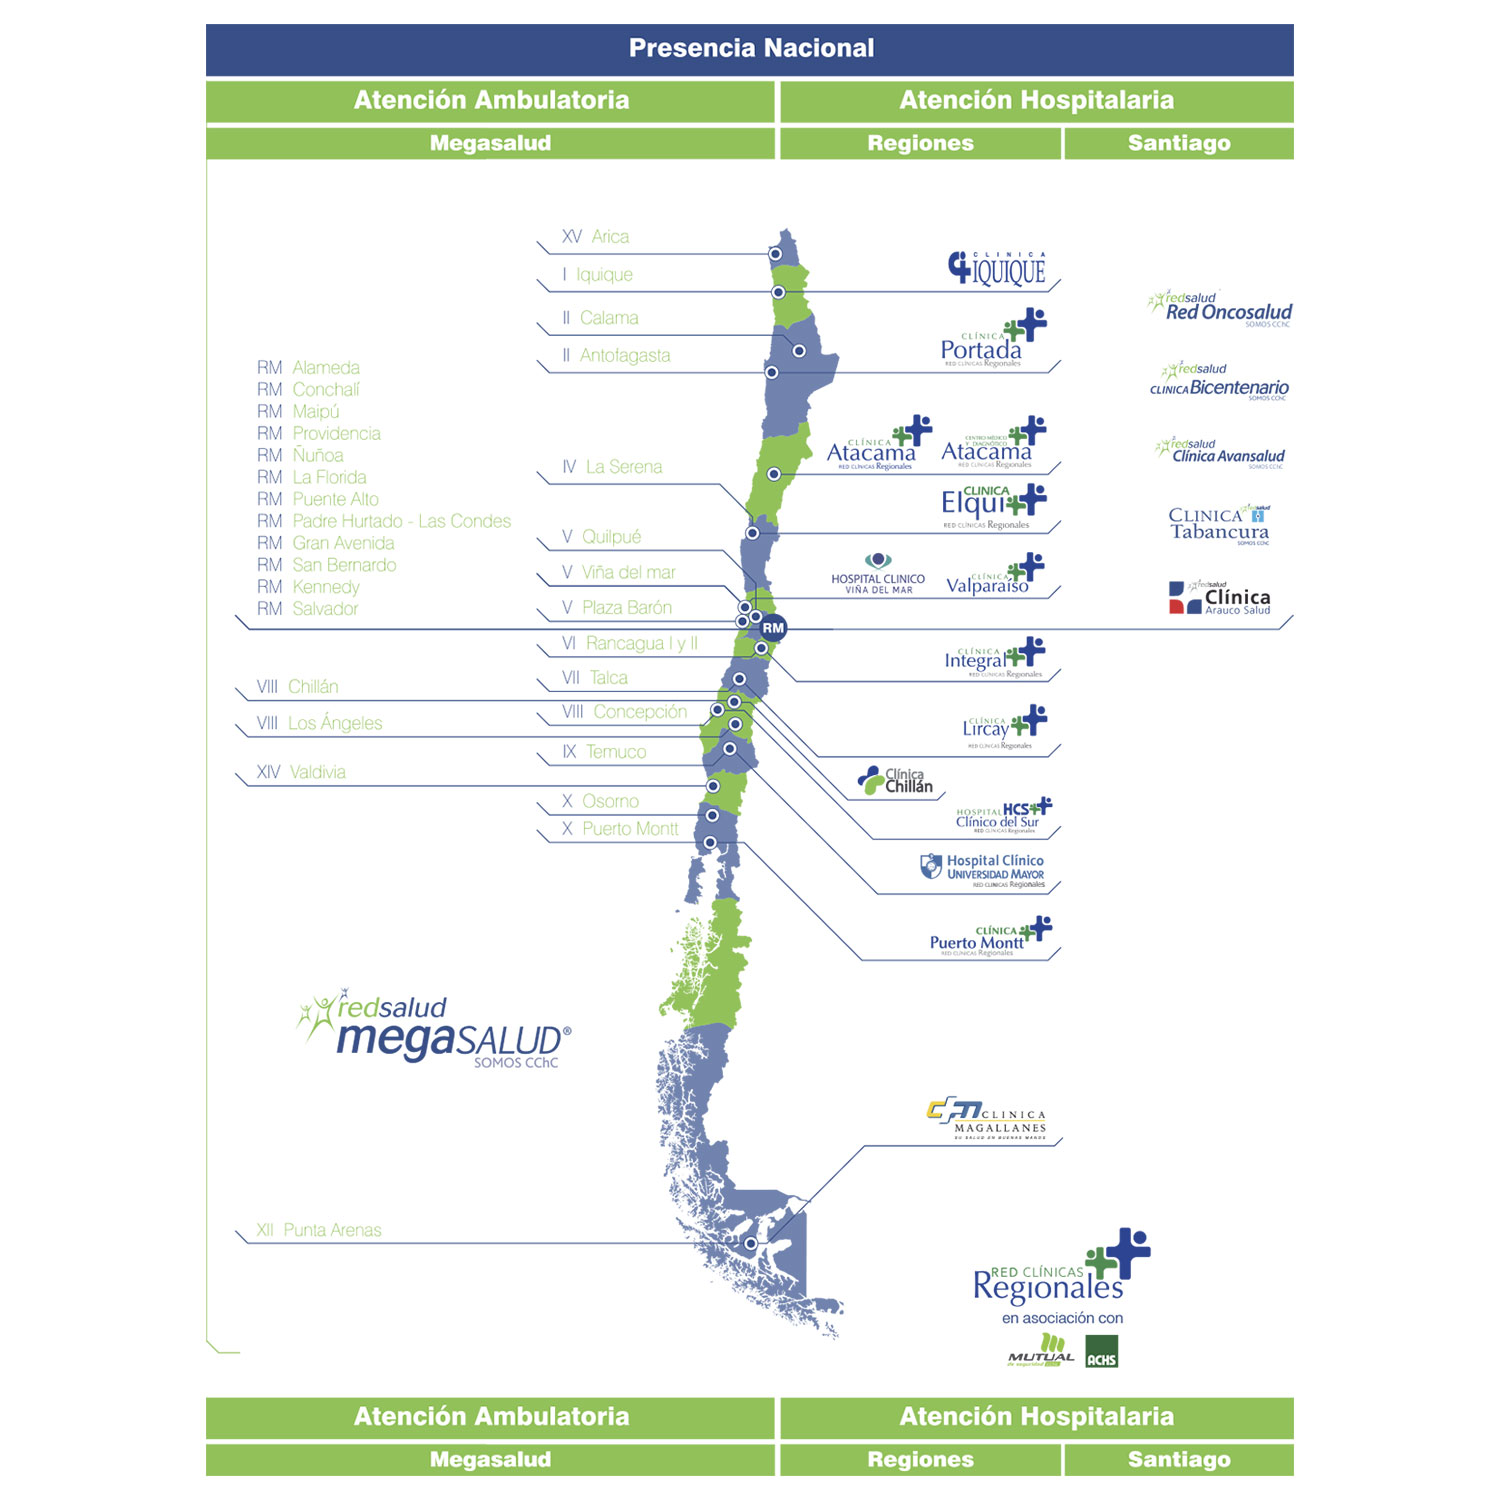 Presencia Nacional
Atención Ambulatoria
Atención Hospitalaria
Megasalud
Regiones
Santiago
XV Arica
I Iquique
II Calama
II Antofagasta
RM Alameda
RM Conchalí
RM Maipú
RM Providencia
RM Ñuñoa
RM La Florida
RM Puente Alto
RM Padre Hurtado - Las Condes
RM Gran Avenida
RM San Bernardo
RM Kennedy
RM Salvador
IV La Serena
V Quilpué
V Viña del mar
V Plaza Barón
VI Rancagua I y II
VII Talca
VIII Concepción
VIII Chillán
VIII Los Ángeles
IX Temuco
XIV Valdivia
X Osorno
X Puerto Montt
XII Punta Arenas
RM
CLINICA
IQUIQUE
CLÍNICA
Portada
RED CLÍNICAS Regionales
CLÍNICA
Atacama
RED CLÍNICAS Regionales
CENTRO MÉDICO
Y DIAGNÓSTICO
Atacama
RED CLÍNICAS Regionales
CLINICA
Elqui
RED CLÍNICAS Regionales
HOSPITAL CLINICO
VIÑA DEL MAR
CLÍNICA
Valparaíso
CLÍNICA
Integral
RED CLÍNICAS Regionales
CLÍNICA
Lircay
RED CLÍNICAS Regionales
Clínica
Chillán
HOSPITAL HCS
Clínico del Sur
RED CLÍNICAS Regionales
Hospital Clínico
UNIVERSIDAD MAYOR
RED CLÍNICAS Regionales
CLÍNICA
Puerto Montt
RED CLÍNICAS Regionales
CLINICA
MAGALLANES
SU SALUD EN BUENAS MANOS
redsalud
Red Oncosalud
SOMOS CChC
redsalud
CLINICA Bicentenario
SOMOS CChC
redsalud
Clínica Avansalud
SOMOS CChC
redsalud
CLINICA
Tabancura
SOMOS CChC
redsalud
Clínica
Arauco Salud
redsalud
megaSALUD®
SOMOS CChC
RED CLÍNICAS
Regionales
en asociación con
MUTUAL
de seguridad
ACHS
Atención Ambulatoria
Atención Hospitalaria
Megasalud
Regiones
Santiago